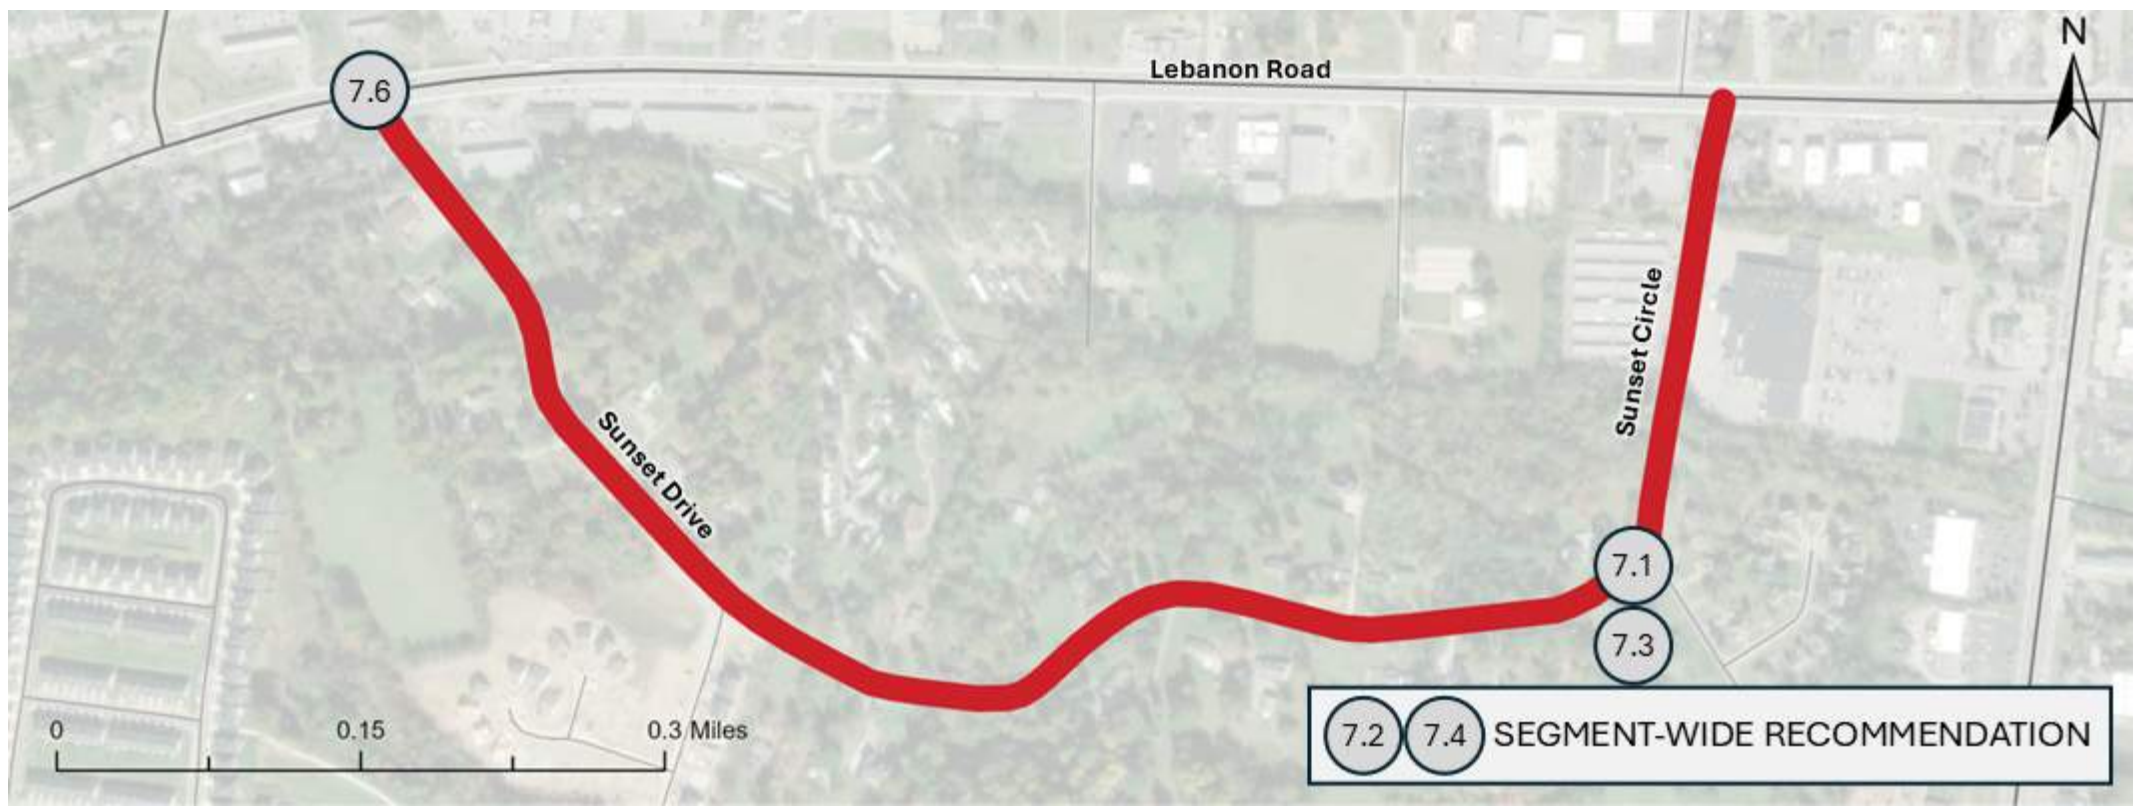 N
7.6
Lebanon Road
Sunset Circle
Sunset Drive
7.1
7.3
0 0.15 0.3 Miles
7.2 7.4 SEGMENT-WIDE RECOMMENDATION